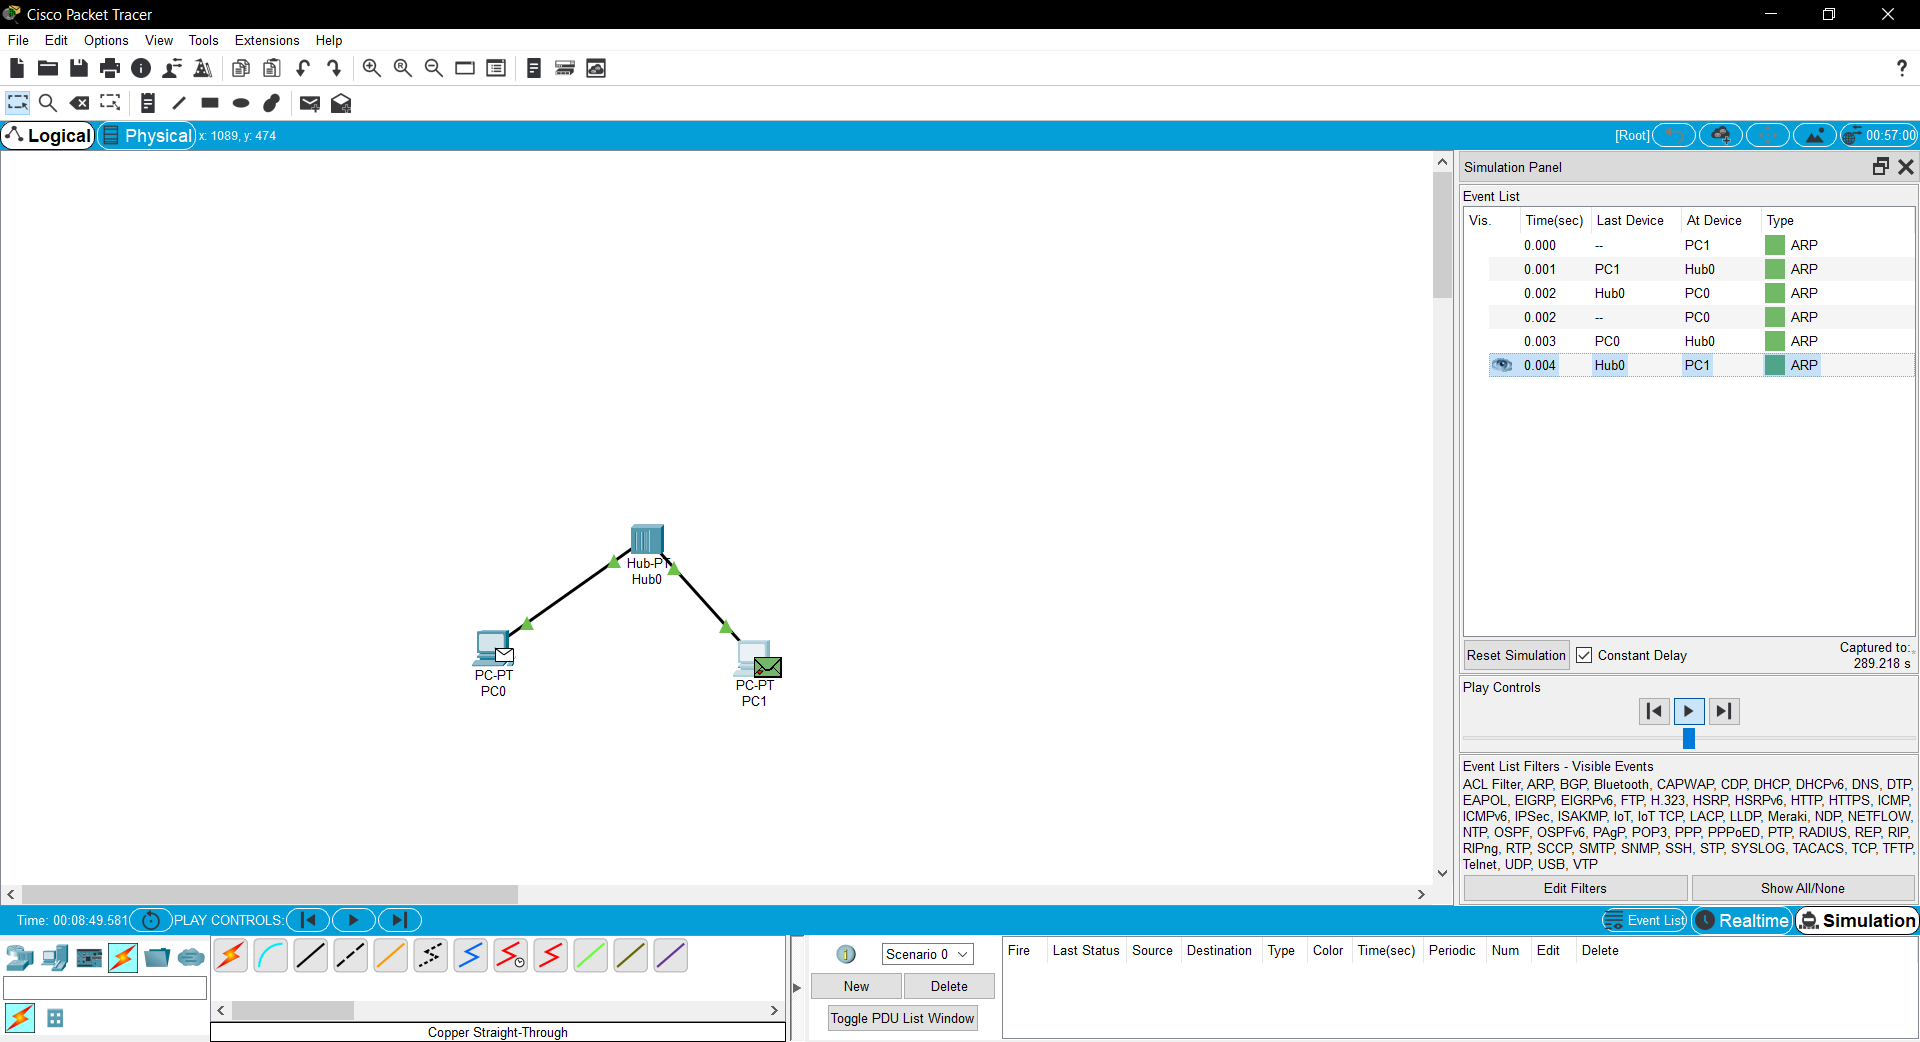 Cisco Packet Tracer
File Edit Options View Tools Extensions Help
?
Logical Physical x: 1089, y: 474 [Root] 00:57:00
Simulation Panel
Event List
Vis. Time(sec) Last Device At Device Type
0.000 -- PC1 ARP
0.001 PC1 Hub0 ARP
0.002 Hub0 PC0 ARP
0.002 -- PC0 ARP
0.003 PC0 Hub0 ARP
0.004 Hub0 PC1 ARP
Hub-PT
Hub0
PC-PT
PC0
PC-PT
PC1
Reset Simulation Constant Delay Captured to:
289.218 s
Play Controls
Event List Filters - Visible Events
ACL Filter, ARP, BGP, Bluetooth, CAPWAP, CDP, DHCP, DHCPv6, DNS, DTP,
EAPOL, EIGRP, EIGRPv6, FTP, H.323, HSRP, HSRPv6, HTTP, HTTPS, ICMP,
ICMPv6, IPSec, ISAKMP, IoT, IoT TCP, LACP, LLDP, Meraki, NDP, NETFLOW,
NTP, OSPF, OSPFv6, PAgP, POP3, PPP, PPPoED, PTP, RADIUS, REP, RIP,
RIPng, RTP, SCCP, SMTP, SNMP, SSH, STP, SYSLOG, TACACS, TCP, TFTP,
Telnet, UDP, USB, VTP
Edit Filters Show All/None
Time: 00:08:49.581 PLAY CONTROLS: Event List Realtime Simulation
Scenario 0
New Delete
Toggle PDU List Window
Fire Last Status Source Destination Type Color Time(sec) Periodic Num Edit Delete
Copper Straight-Through